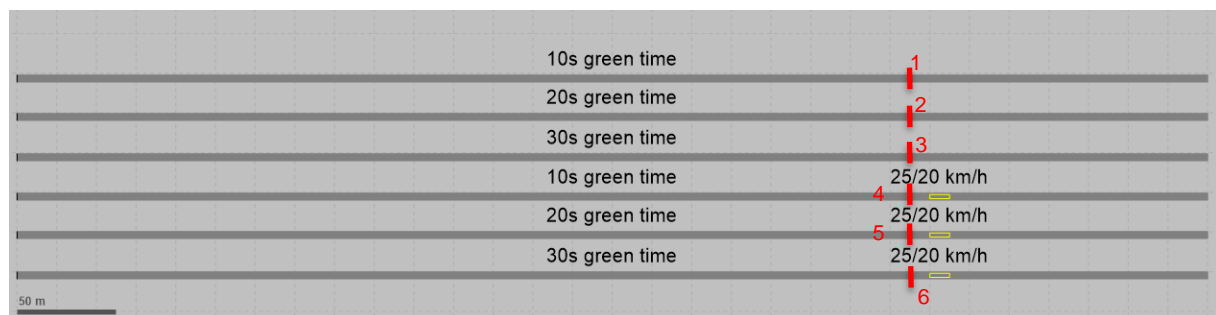 10s green time 1
20s green time 2
30s green time 3
10s green time 25/20 km/h
4
20s green time 25/20 km/h
5
30s green time 25/20 km/h
6
50 m